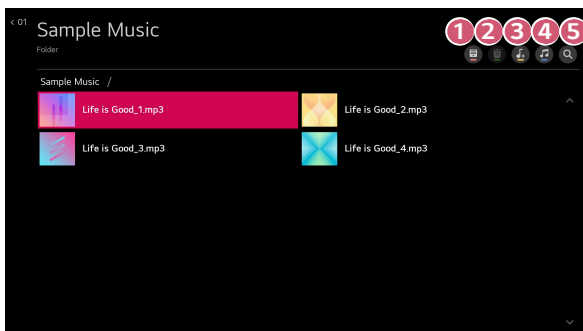 < 01
Sample Music
Folder
1 2 3 4 5
Sample Music /
Life is Good_1.mp3
Life is Good_2.mp3
Life is Good_3.mp3
Life is Good_4.mp3